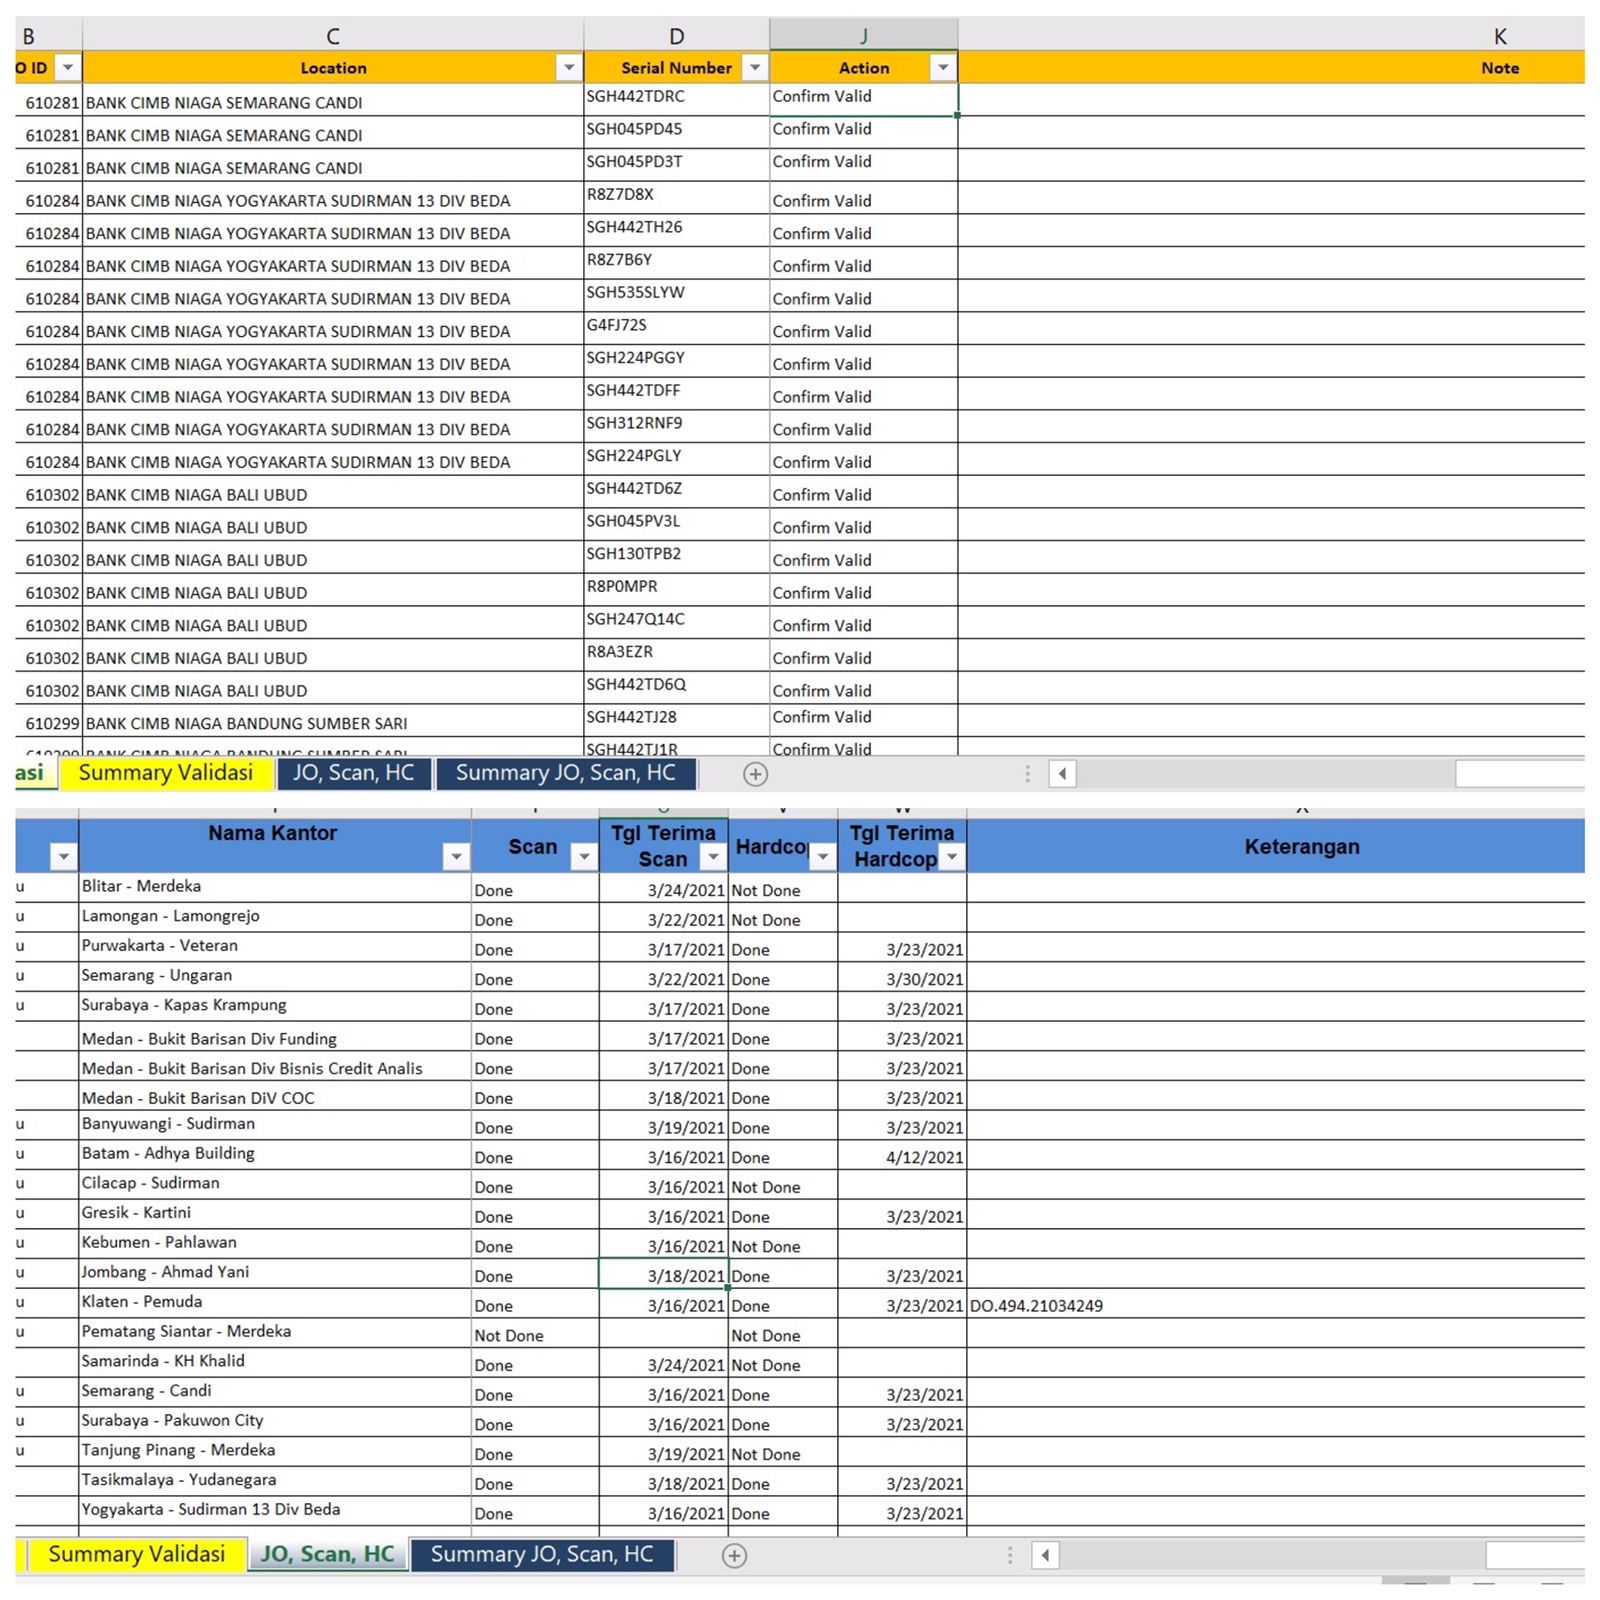 B C D J K
O ID Location Serial Number Action Note
610281 BANK CIMB NIAGA SEMARANG CANDI SGH442TDRC Confirm Valid
610281 BANK CIMB NIAGA SEMARANG CANDI SGH045PD45 Confirm Valid
610281 BANK CIMB NIAGA SEMARANG CANDI SGH045PD3T Confirm Valid
610284 BANK CIMB NIAGA YOGYAKARTA SUDIRMAN 13 DIV BEDA R8Z7D8X Confirm Valid
610284 BANK CIMB NIAGA YOGYAKARTA SUDIRMAN 13 DIV BEDA SGH442TH26 Confirm Valid
610284 BANK CIMB NIAGA YOGYAKARTA SUDIRMAN 13 DIV BEDA R8Z7B6Y Confirm Valid
610284 BANK CIMB NIAGA YOGYAKARTA SUDIRMAN 13 DIV BEDA SGH535SLYW Confirm Valid
610284 BANK CIMB NIAGA YOGYAKARTA SUDIRMAN 13 DIV BEDA G4FJ72S Confirm Valid
610284 BANK CIMB NIAGA YOGYAKARTA SUDIRMAN 13 DIV BEDA SGH224PGGY Confirm Valid
610284 BANK CIMB NIAGA YOGYAKARTA SUDIRMAN 13 DIV BEDA SGH442TDFF Confirm Valid
610284 BANK CIMB NIAGA YOGYAKARTA SUDIRMAN 13 DIV BEDA SGH312RNF9 Confirm Valid
610284 BANK CIMB NIAGA YOGYAKARTA SUDIRMAN 13 DIV BEDA SGH224PGLY Confirm Valid
610302 BANK CIMB NIAGA BALI UBUD SGH442TD6Z Confirm Valid
610302 BANK CIMB NIAGA BALI UBUD SGH045PV3L Confirm Valid
610302 BANK CIMB NIAGA BALI UBUD SGH130TPB2 Confirm Valid
610302 BANK CIMB NIAGA BALI UBUD R8P0MPR Confirm Valid
610302 BANK CIMB NIAGA BALI UBUD SGH247Q14C Confirm Valid
610302 BANK CIMB NIAGA BALI UBUD R8A3EZR Confirm Valid
610302 BANK CIMB NIAGA BALI UBUD SGH442TD6Q Confirm Valid
610299 BANK CIMB NIAGA BANDUNG SUMBER SARI SGH442TJ28 Confirm Valid
610299 BANK CIMB NIAGA BANDUNG SUMBER SARI SGH442TJ1R Confirm Valid
asi Summary Validasi JO, Scan, HC Summary JO, Scan, HC
Nama Kantor Scan Tgl Terima Scan Hardcop Tgl Terima Hardcop Keterangan
u Blitar - Merdeka Done 3/24/2021 Not Done
u Lamongan - Lamongrejo Done 3/22/2021 Not Done
u Purwakarta - Veteran Done 3/17/2021 Done 3/23/2021
u Semarang - Ungaran Done 3/22/2021 Done 3/30/2021
u Surabaya - Kapas Krampung Done 3/17/2021 Done 3/23/2021
Medan - Bukit Barisan Div Funding Done 3/17/2021 Done 3/23/2021
Medan - Bukit Barisan Div Bisnis Credit Analis Done 3/17/2021 Done 3/23/2021
Medan - Bukit Barisan DiV COC Done 3/18/2021 Done 3/23/2021
u Banyuwangi - Sudirman Done 3/19/2021 Done 3/23/2021
u Batam - Adhya Building Done 3/16/2021 Done 4/12/2021
u Cilacap - Sudirman Done 3/16/2021 Not Done
u Gresik - Kartini Done 3/16/2021 Done 3/23/2021
u Kebumen - Pahlawan Done 3/16/2021 Not Done
u Jombang - Ahmad Yani Done 3/18/2021 Done 3/23/2021
u Klaten - Pemuda Done 3/16/2021 Done 3/23/2021 DO.494.21034249
u Pematang Siantar - Merdeka Not Done Not Done
Samarinda - KH Khalid Done 3/24/2021 Not Done
u Semarang - Candi Done 3/16/2021 Done 3/23/2021
u Surabaya - Pakuwon City Done 3/16/2021 Done 3/23/2021
u Tanjung Pinang - Merdeka Done 3/19/2021 Not Done
Tasikmalaya - Yudanegara Done 3/18/2021 Done 3/23/2021
Yogyakarta - Sudirman 13 Div Beda Done 3/16/2021 Done 3/23/2021
Summary Validasi JO, Scan, HC Summary JO, Scan, HC